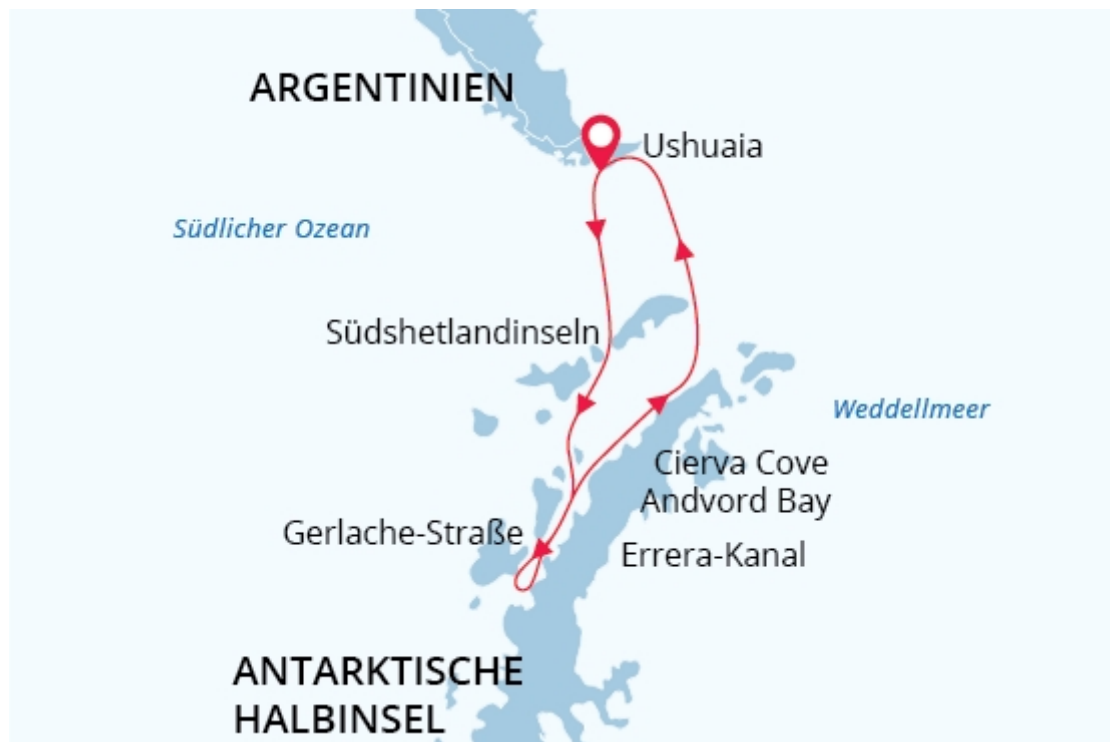 ARGENTINIEN
Ushuaia
Südlicher Ozean
Südshetlandinseln
Weddellmeer
Cierva Cove
Andvord Bay
Gerlache-Straße
Errera-Kanal
ANTARKTISCHE
HALBINSEL